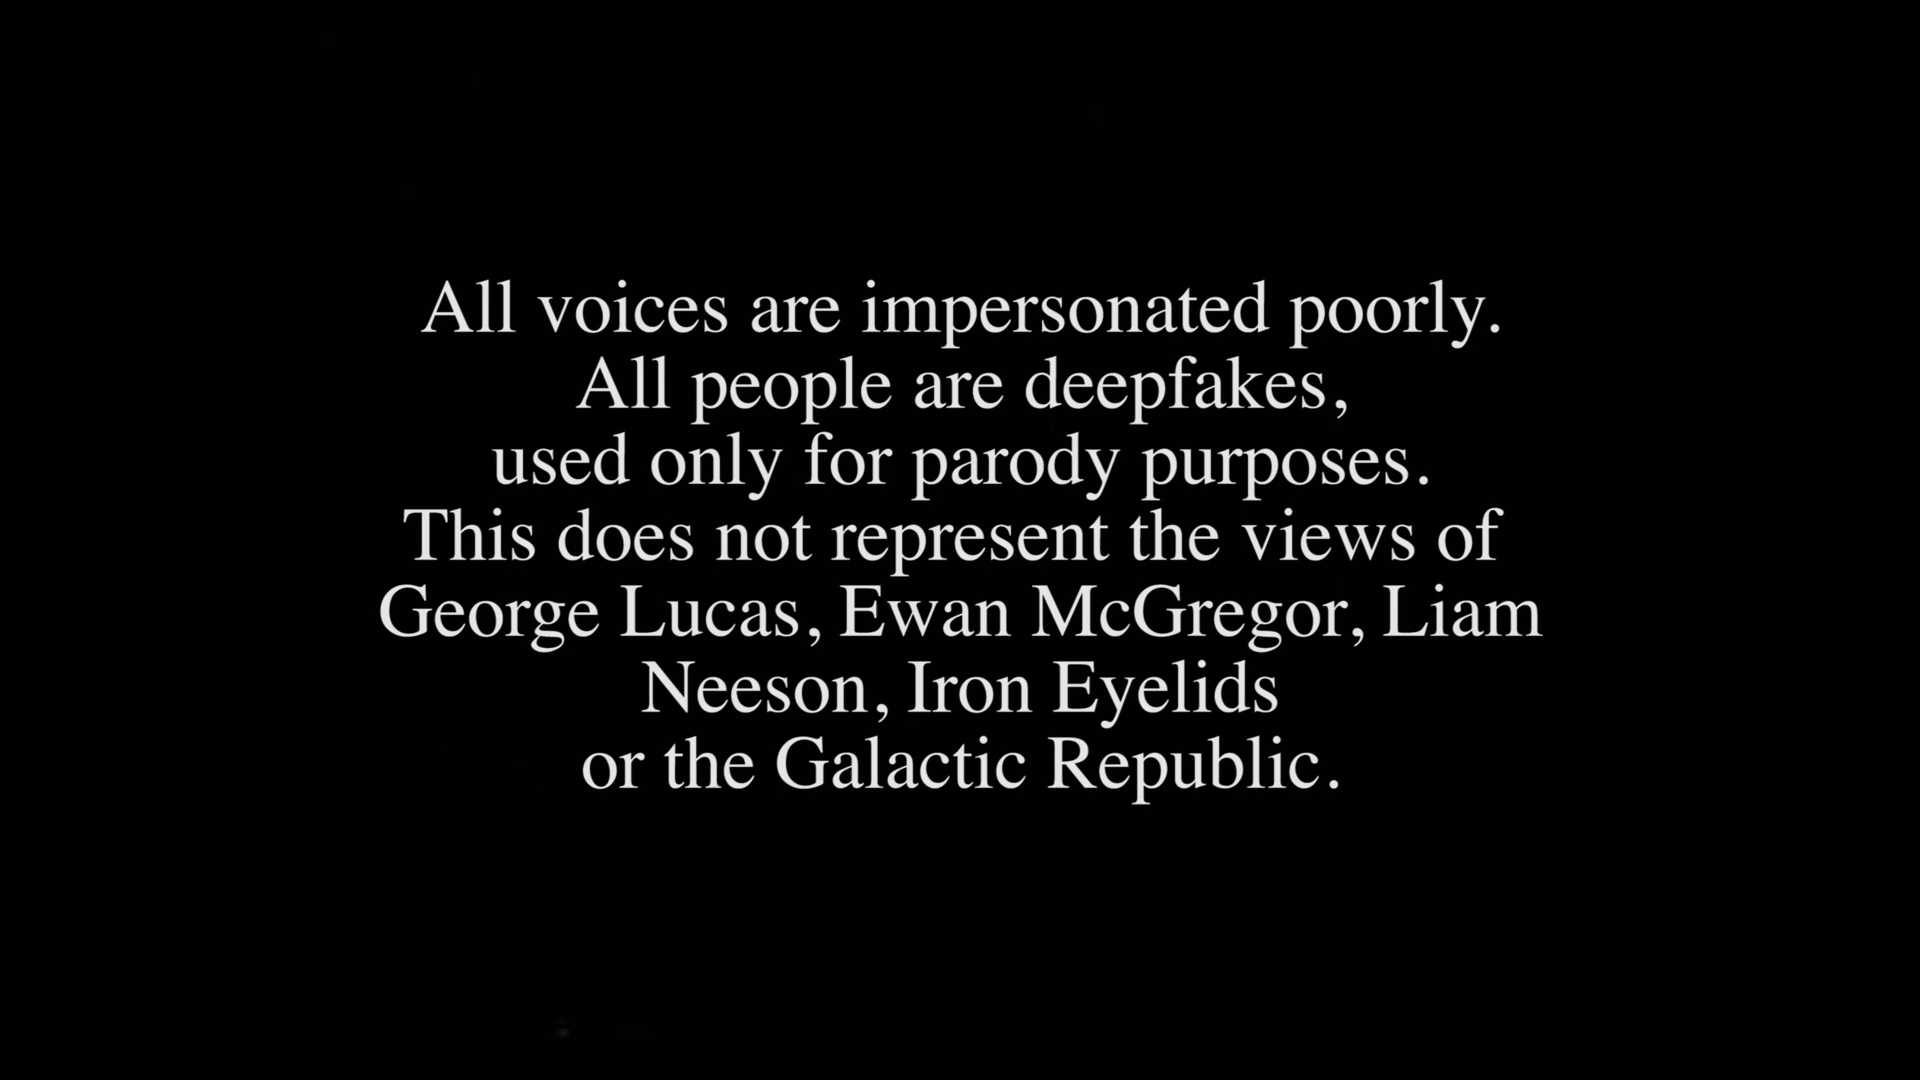 All voices are impersonated poorly.
All people are deepfakes,
used only for parody purposes.
This does not represent the views of
George Lucas, Ewan McGregor, Liam
Neeson, Iron Eyelids
or the Galactic Republic.